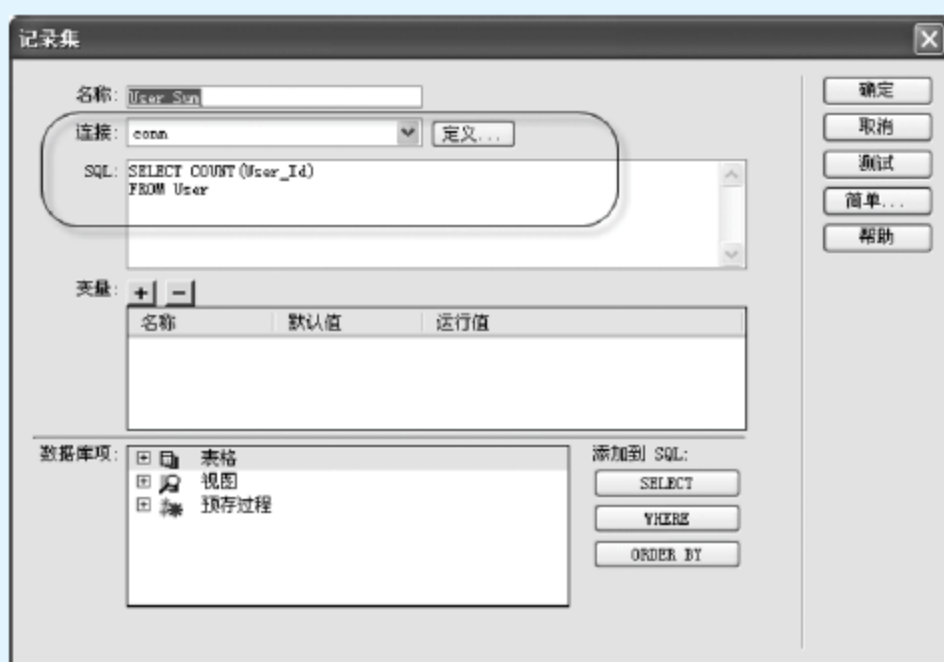 记录集
名称: User_Sum
确定
连接: conn 定义...
取消
SQL: SELECT COUNT(User_Id)
FROM User
测试
简单...
帮助
变量: + −
名称 默认值 运行值
数据库项:
表格
视图
预存过程
添加到 SQL:
SELECT
WHERE
ORDER BY